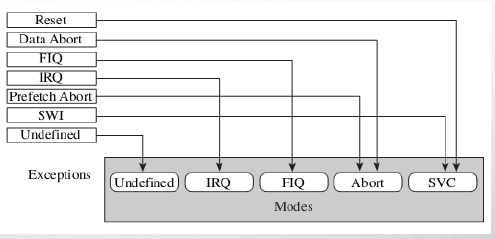 Reset
Data Abort
FIQ
IRQ
Prefetch Abort
SWI
Undefined
Exceptions
Undefined IRQ FIQ Abort SVC
Modes